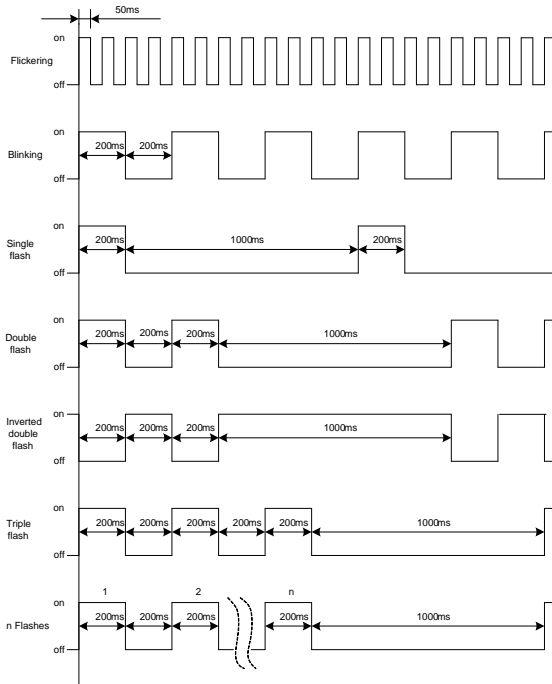 50ms
on
Flickering
off
on
Blinking
200ms 200ms
off
on
Single
flash
200ms 1000ms 200ms
off
on
Double
flash
200ms 200ms 200ms 1000ms
off
on
Inverted
double
flash
200ms 200ms 200ms 1000ms
off
on
Triple
flash
200ms 200ms 200ms 200ms 200ms 1000ms
off
1 2 n
on
n Flashes
200ms 200ms 200ms 200ms 1000ms
off